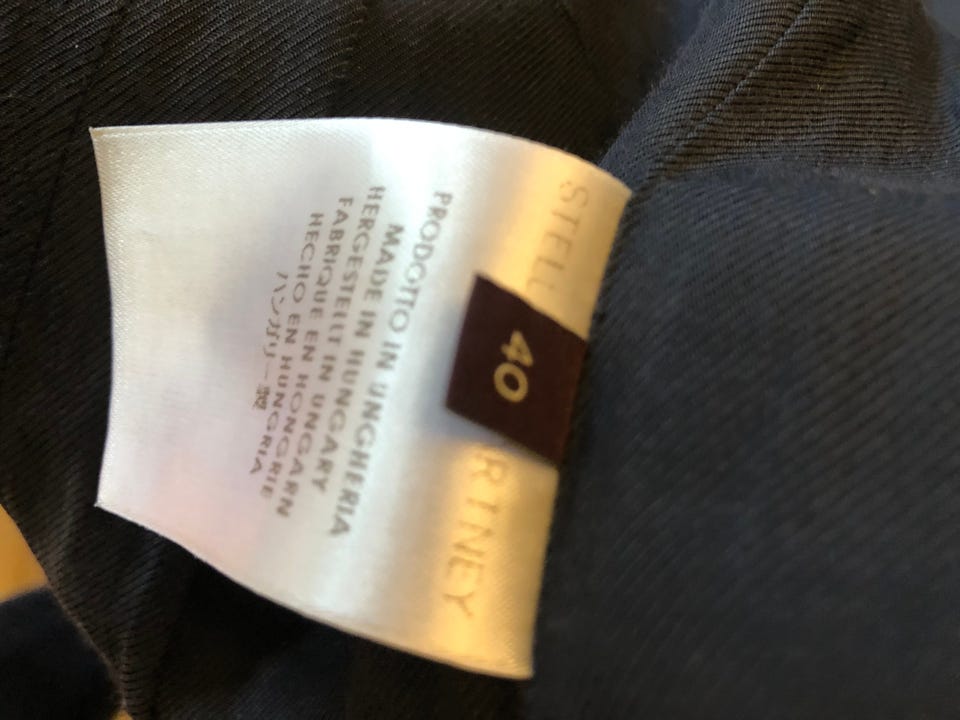 STELL RTNEY
40
PRODOTTO IN UNGHERIA
MADE IN HUNGARY
HERGESTELLT IN UNGARN
FABRIQUE EN HONGRIE
HECHO EN HUNGRIA
ハンガリー製